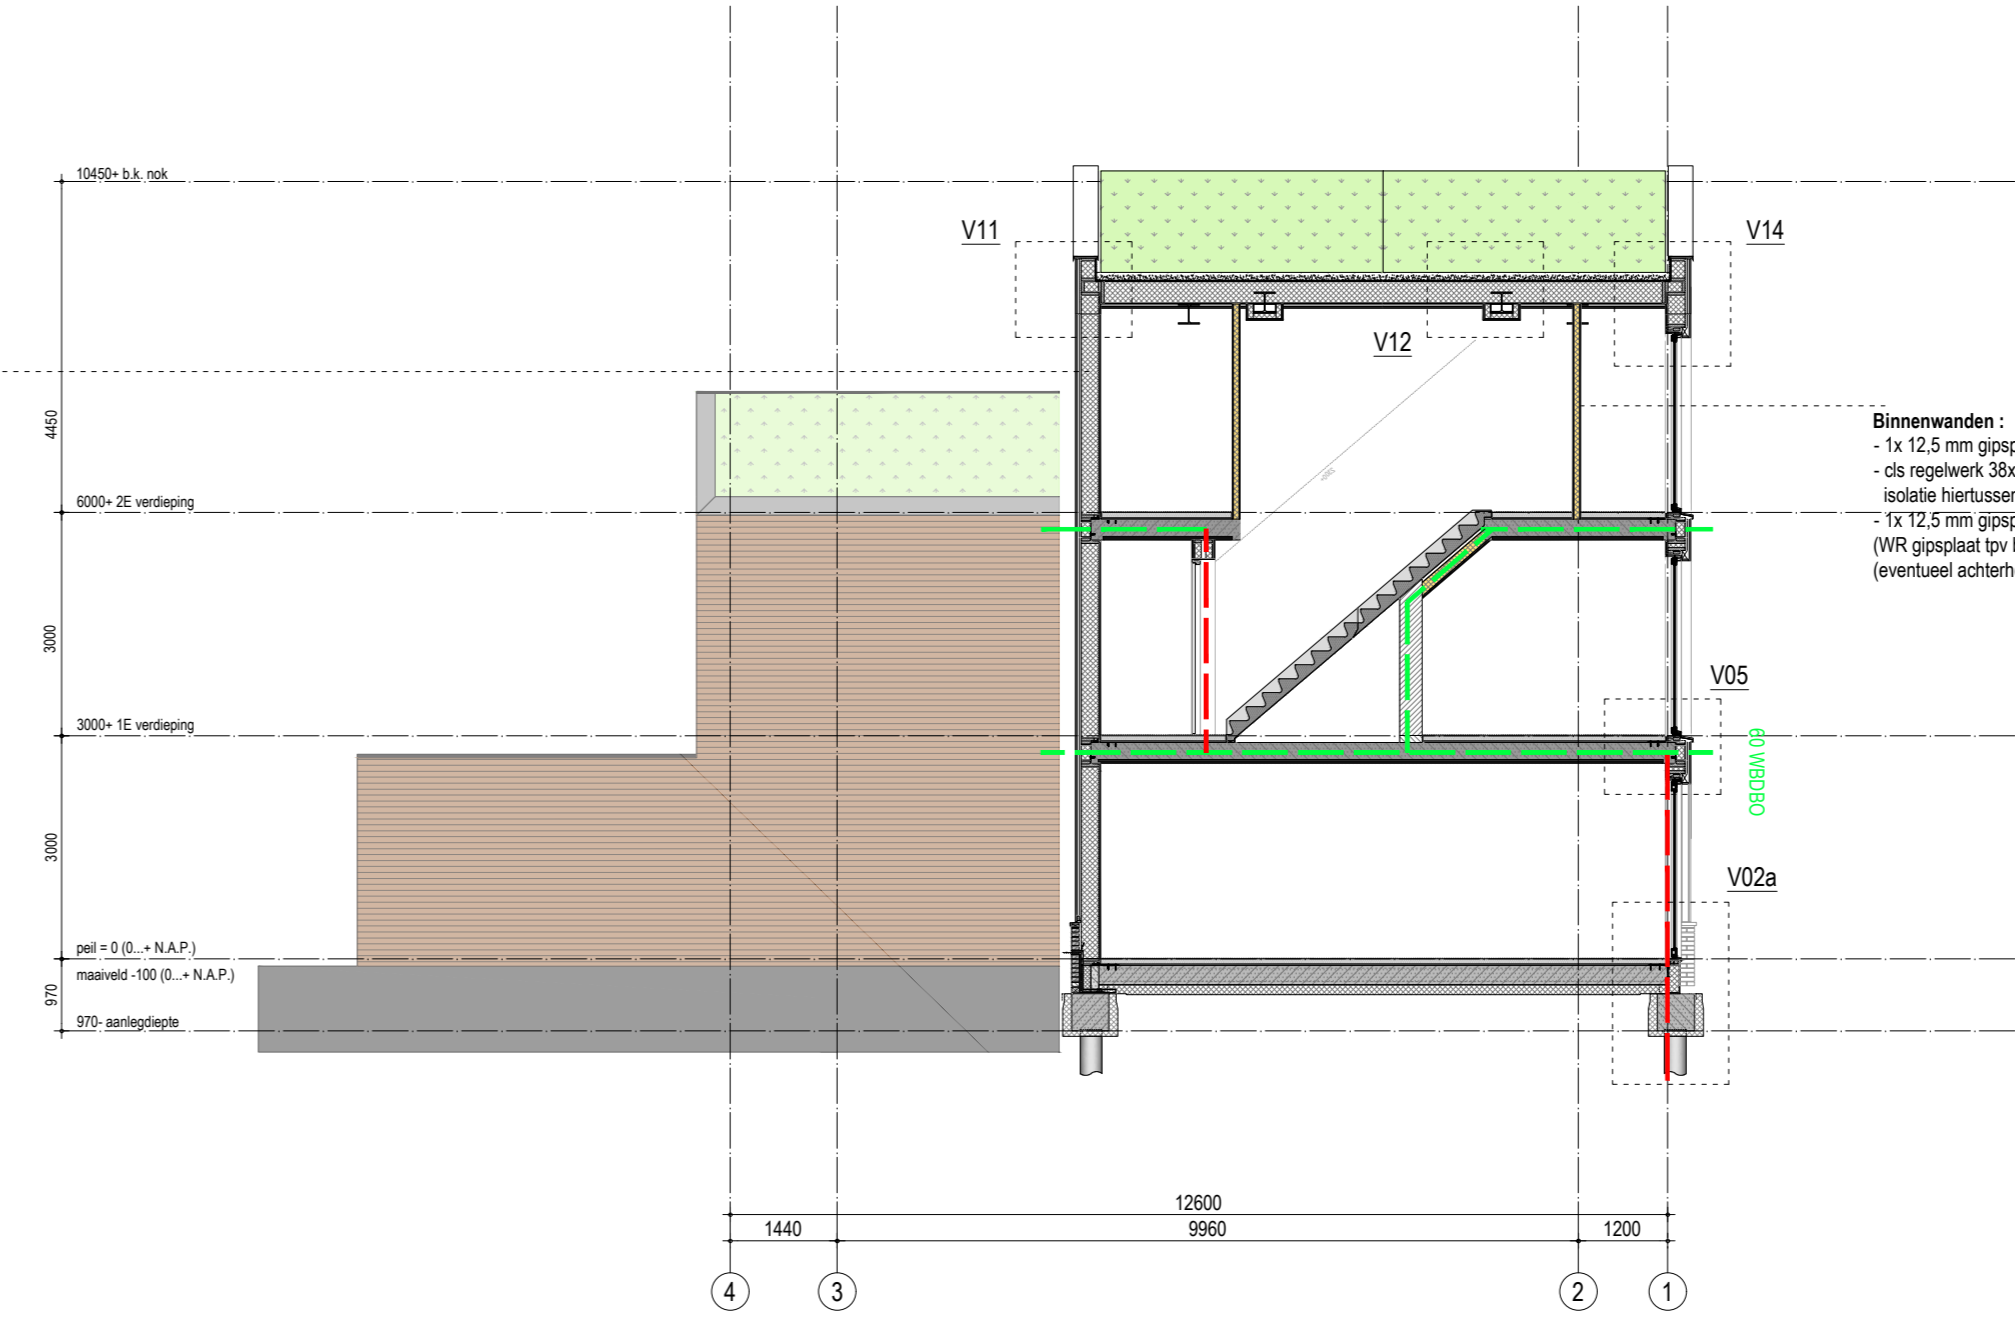 10450+ b.k. nok
V11
V14
V12
4450
Binnenwanden :
- 1x 12,5 mm gipsp
- cls regelwerk 38x
isolatie hiertussen
- 1x 12,5 mm gipsp
(WR gipsplaat tpv
(eventueel achterh
6000+ 2E verdieping
3000
V05
3000+ 1E verdieping
60 WBDBO
3000
V02a
peil = 0 (0...+ N.A.P.)
maaiveld -100 (0...+ N.A.P.)
970
970- aanlegdiepte
12600
1440
9960
1200
4
3
2
1